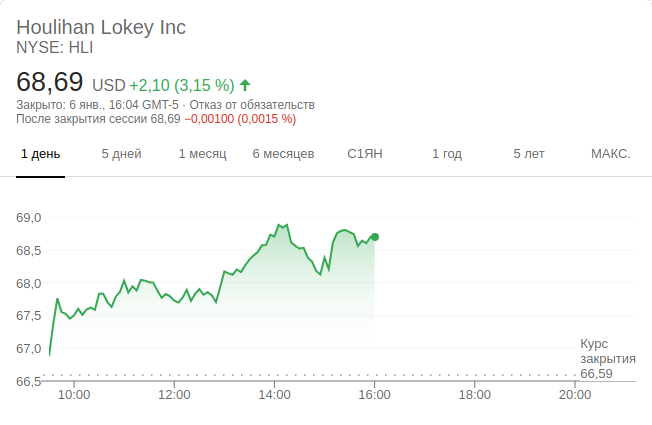 Houlihan Lokey Inc
NYSE: HLI
68,69 USD +2,10 (3,15 %)
Закрыто: 6 янв., 16:04 GMT-5 · Отказ от обязательств
После закрытия сессии 68,69 −0,00100 (0,0015 %)
1 день 5 дней 1 месяц 6 месяцев С1ЯН 1 год 5 лет МАКС.
69,0
68,5
68,0
67,5
67,0
Курс
закрытия
66,59
66,5
10:00 12:00 14:00 16:00 18:00 20:00